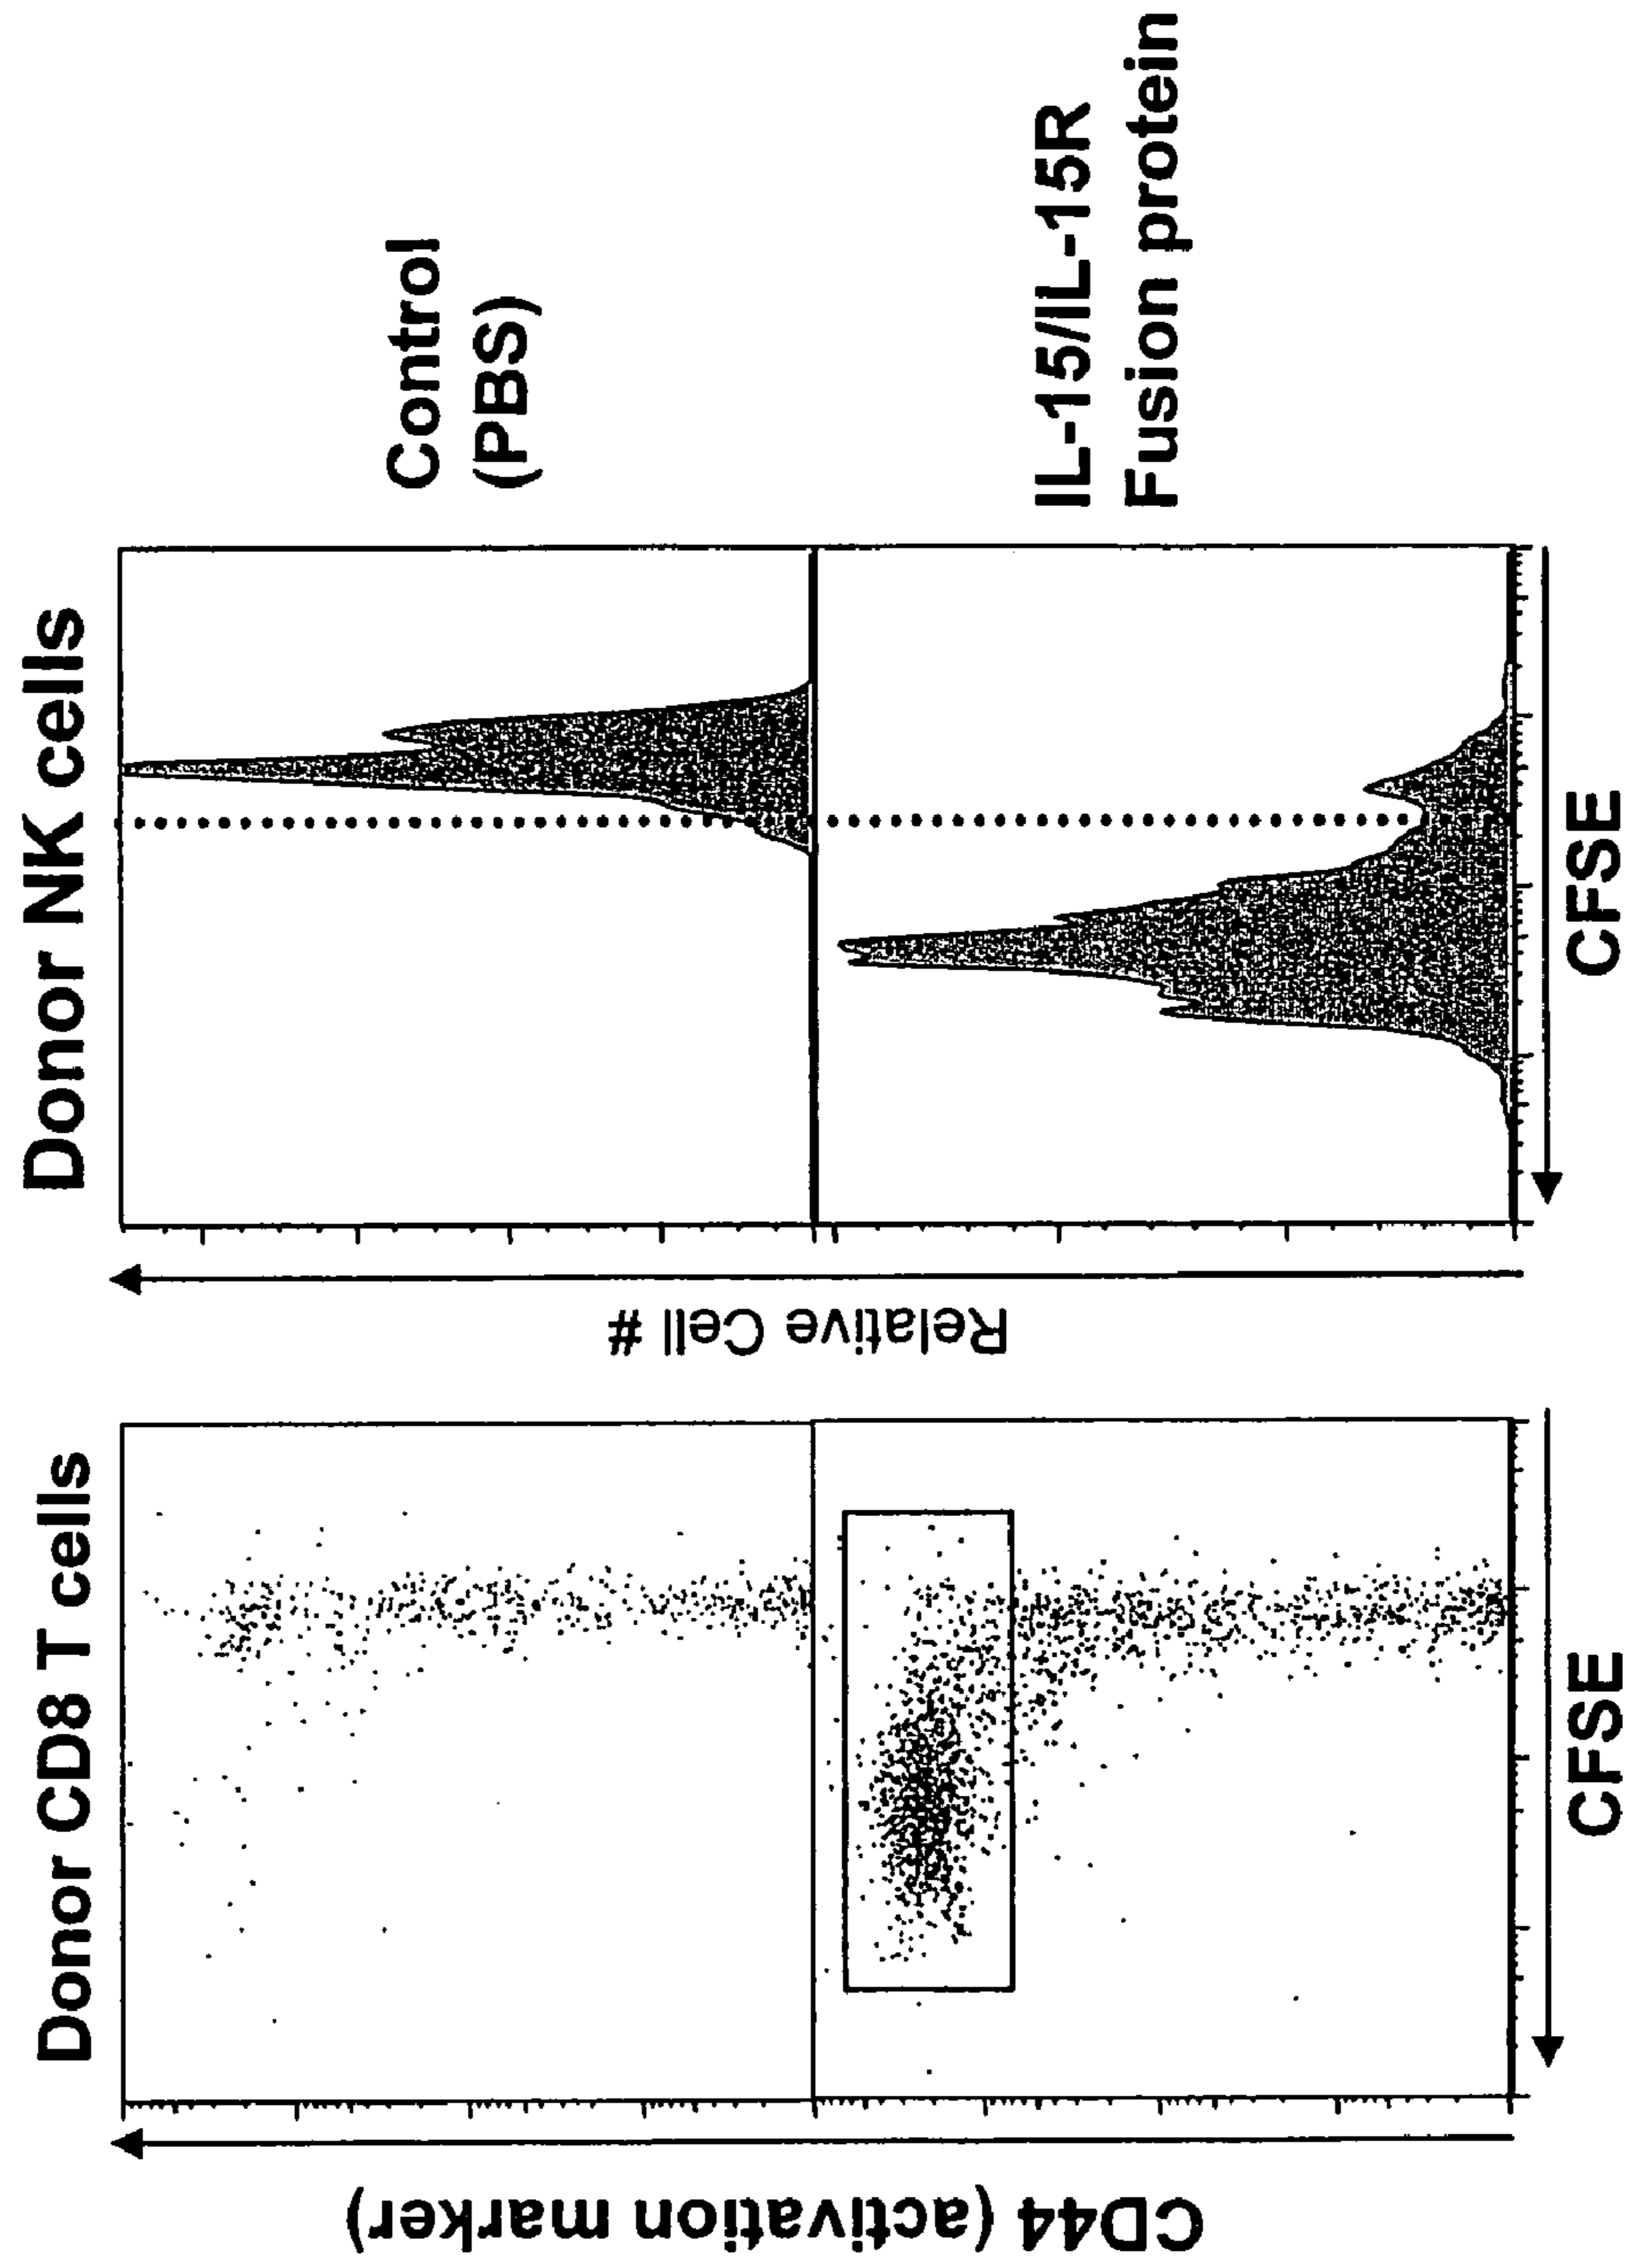 Donor CD8 T cells
Donor NK cells
CD44 (activation marker)
Relative Cell #
Control
(PBS)
IL-15/IL-15R
Fusion protein
CFSE
CFSE